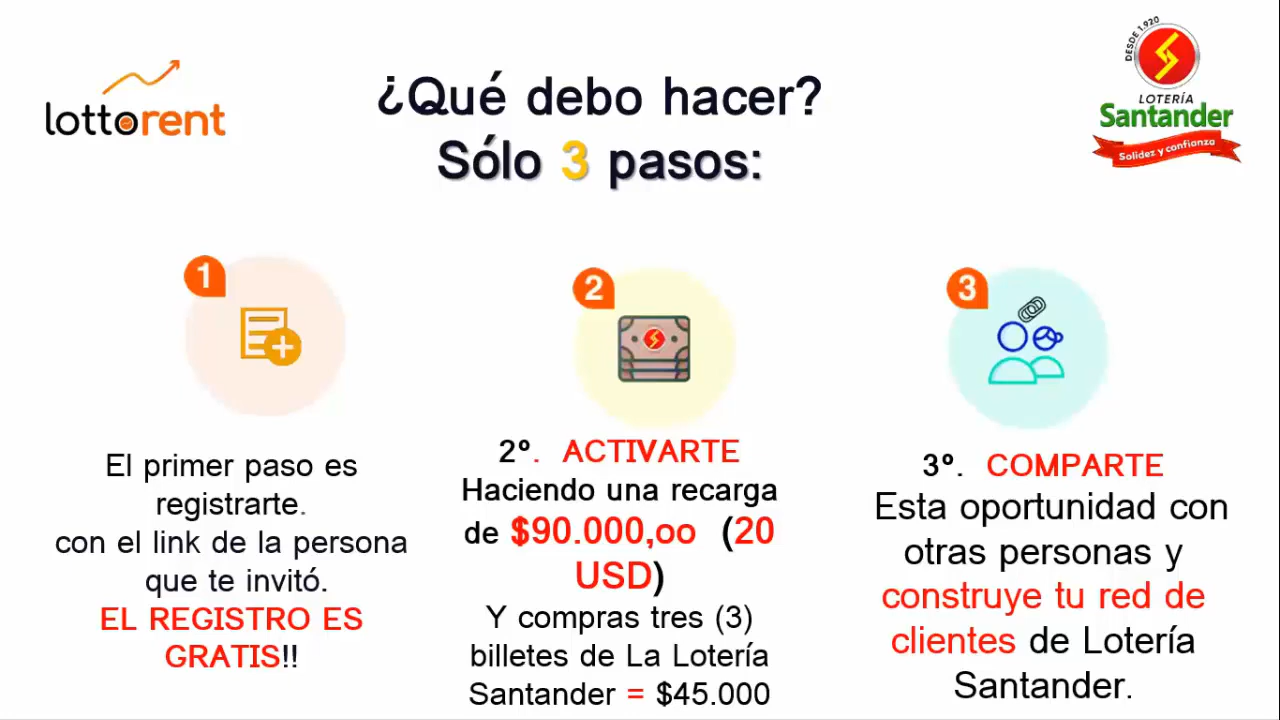 lottorent
¿Qué debo hacer?
Sólo 3 pasos:
DESDE 1.920
LOTERÍA
Santander
Solidez y confianza
1
El primer paso es
registrarte.
con el link de la persona
que te invitó.
EL REGISTRO ES
GRATIS!!
2
2º. ACTIVARTE
Haciendo una recarga
de $90.000,oo (20
USD)
Y compras tres (3)
billetes de La Lotería
Santander = $45.000
3
3º. COMPARTE
Esta oportunidad con
otras personas y
construye tu red de
clientes de Lotería
Santander.